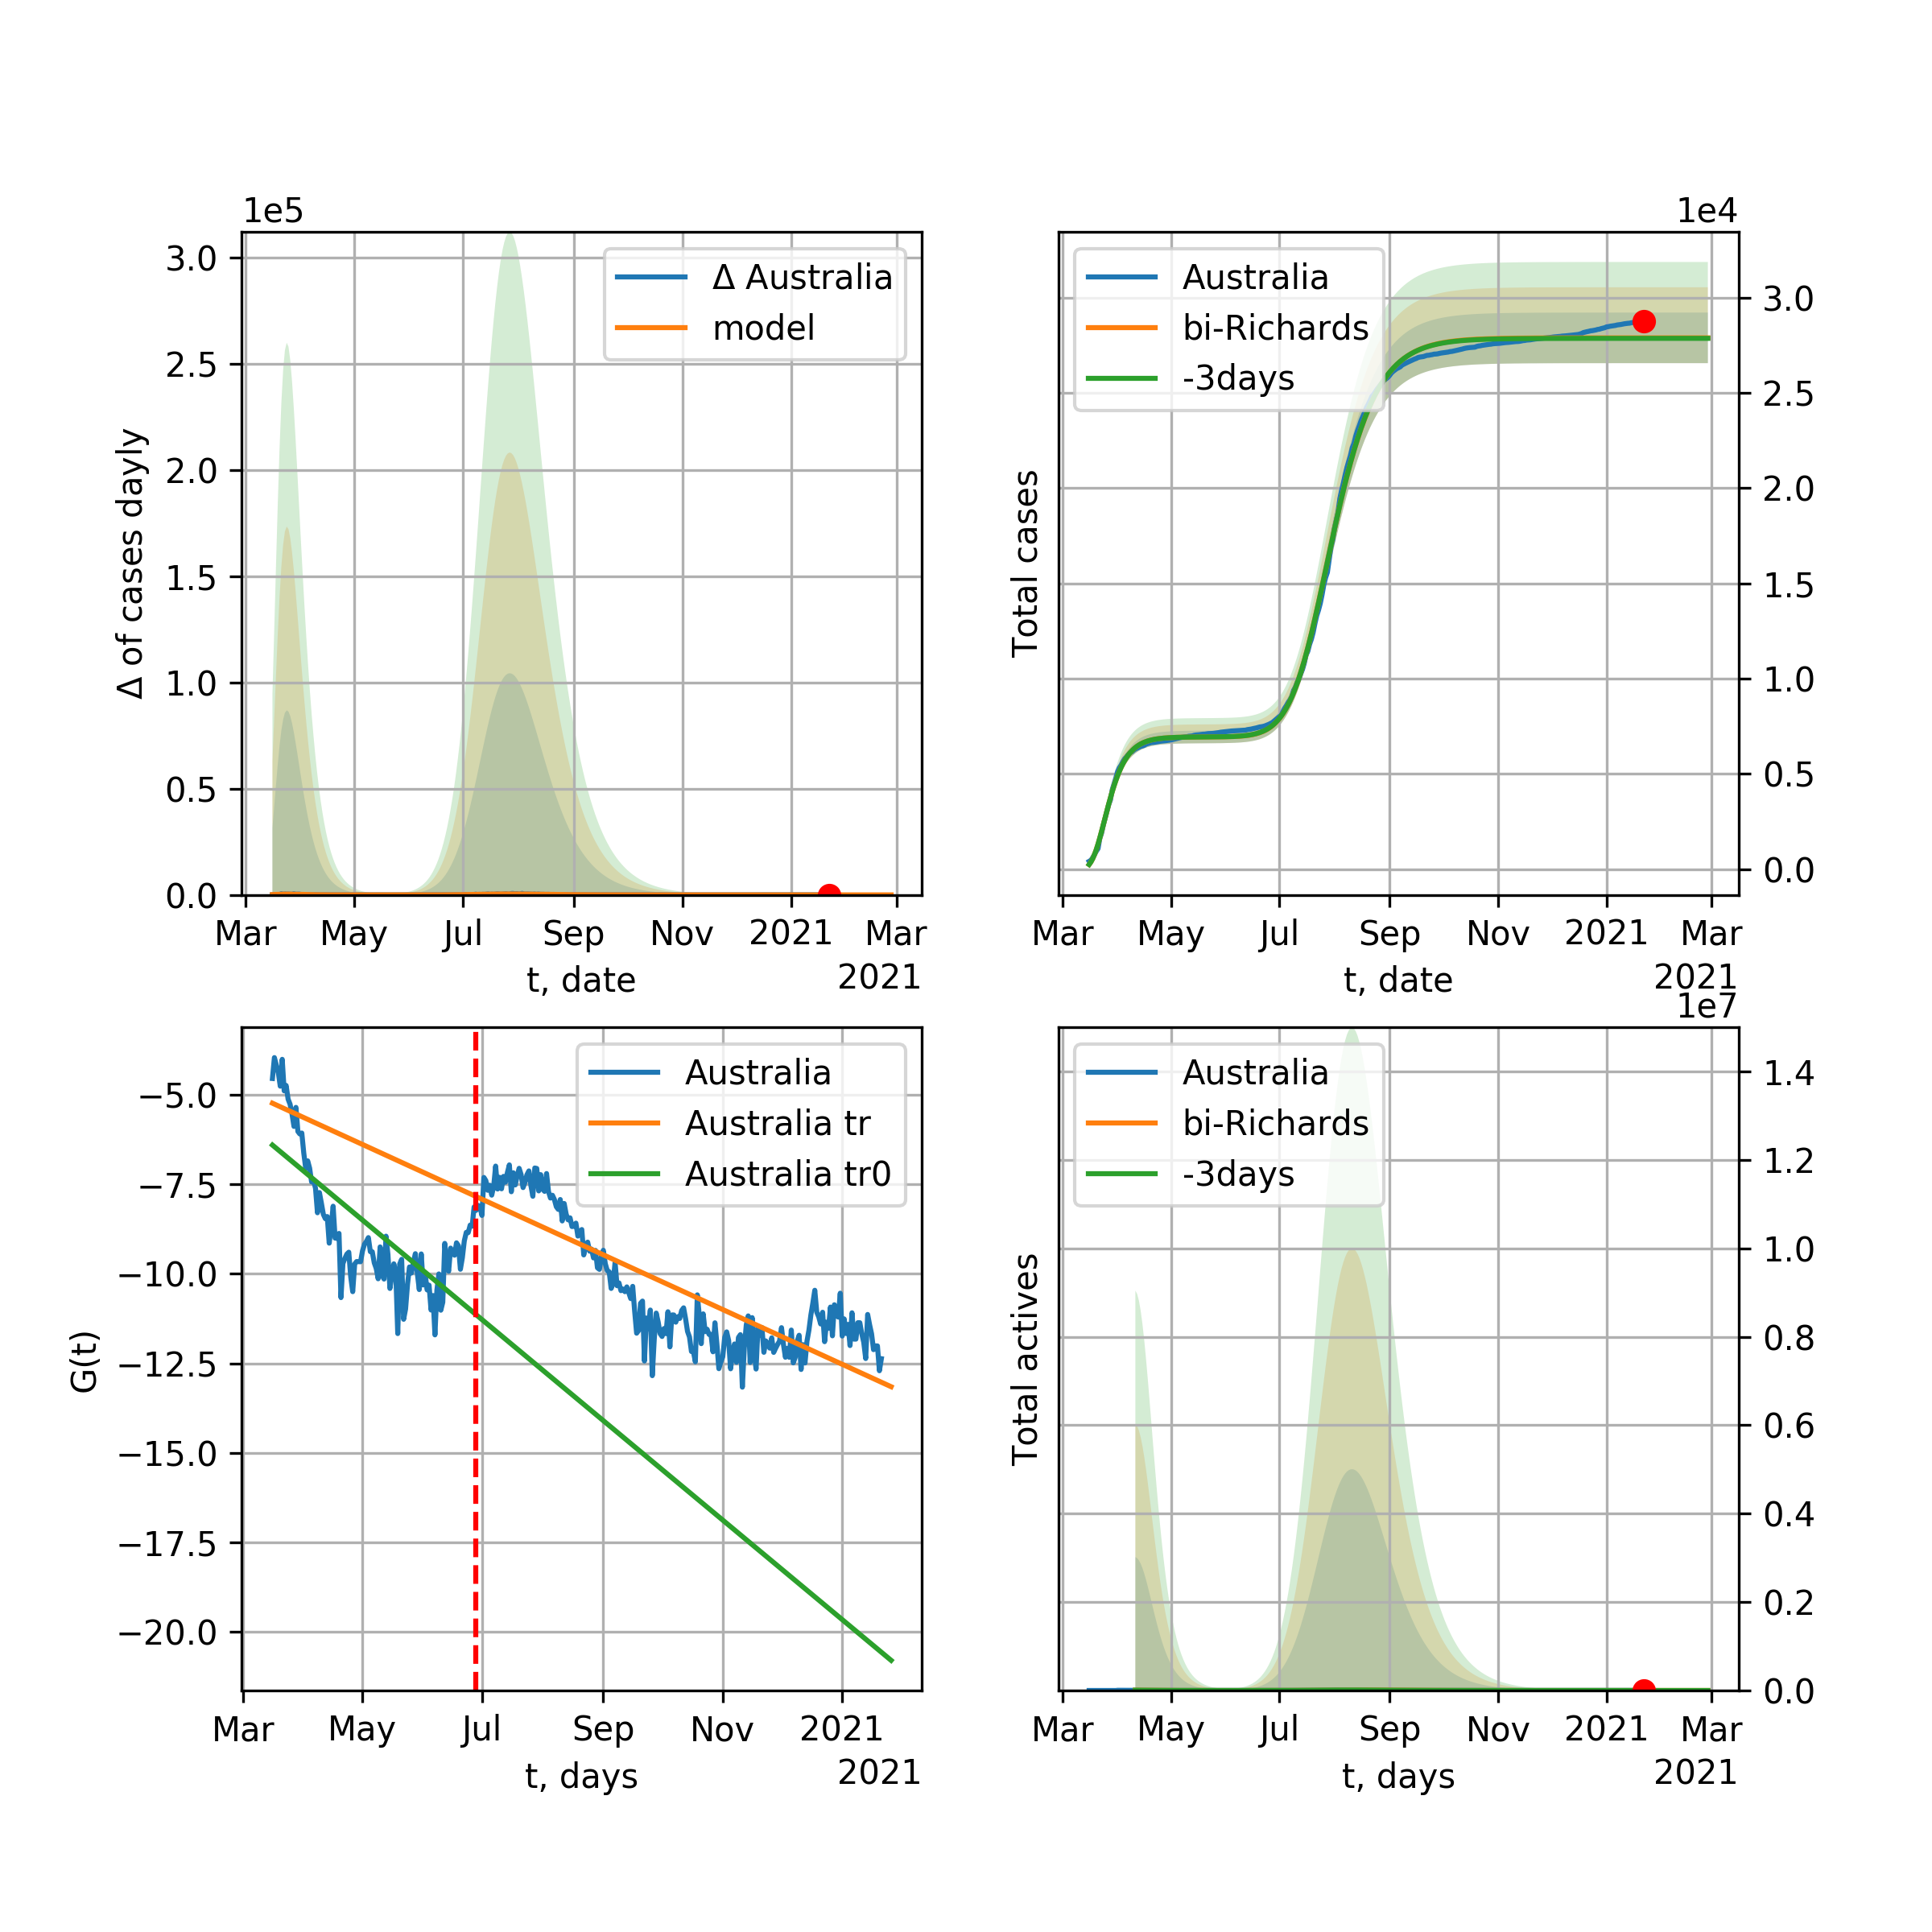 1e5
3.0
2.5
2.0
1.5
1.0
0.5
0.0
Δ of cases dayly
Δ Australia
model
Mar May Jul Sep Nov 2021 Mar
t, date
2021
1e4
Australia
bi-Richards
-3days
Total cases
3.0
2.5
2.0
1.5
1.0
0.5
0.0
Mar May Jul Sep Nov 2021 Mar
t, date
2021
−5.0
−7.5
−10.0
−12.5
−15.0
−17.5
−20.0
G(t)
Australia
Australia tr
Australia tr0
Mar May Jul Sep Nov 2021
t, days
2021
1e7
Australia
bi-Richards
-3days
Total actives
1.4
1.2
1.0
0.8
0.6
0.4
0.2
0.0
Mar May Jul Sep Nov 2021 Mar
t, days
2021